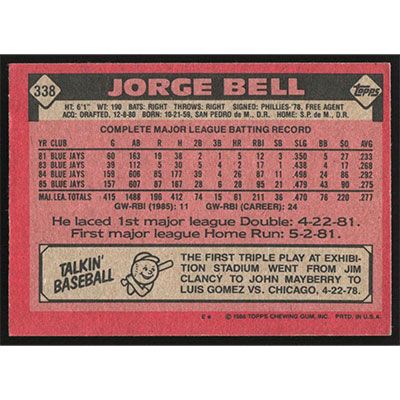 338
JORGE BELL
Topps
HT: 6'1" WT: 190 BATS: RIGHT THROWS: RIGHT SIGNED: PHILLIES-'78, FREE AGENT
ACQ: DRAFTED, 12-8-80 BORN: 10-21-59, SAN PEDRO de M., D.R. HOME: S.P. de M., D.R.
COMPLETE MAJOR LEAGUE BATTING RECORD
YR CLUB G AB R H 2B 3B HR RBI SB SLG BB SO AVG
81 BLUE JAYS 60 163 19 38 2 1 5 12 3 .350 5 27 .233
83 BLUE JAYS 39 112 5 30 5 4 2 17 1 .438 4 17 .268
84 BLUE JAYS 159 606 85 177 39 4 26 87 11 .498 24 86 .292
85 BLUE JAYS 157 607 87 167 28 6 28 95 21 .479 43 90 .275
MAJ. LEA. TOTALS 415 1488 196 412 74 15 61 211 36 .470 76 220 .277
GW-RBI (1985): 11 GW-RBI (CAREER): 24
He laced 1st major league Double: 4-22-81.
First major league Home Run: 5-2-81.
TALKIN' BASEBALL
THE FIRST TRIPLE PLAY AT EXHIBI-
TION STADIUM WENT FROM JIM
CLANCY TO JOHN MAYBERRY TO
LUIS GOMEZ VS. CHICAGO, 4-22-78.
E* © 1986 TOPPS CHEWING GUM, INC. PRTD. IN U.S.A.